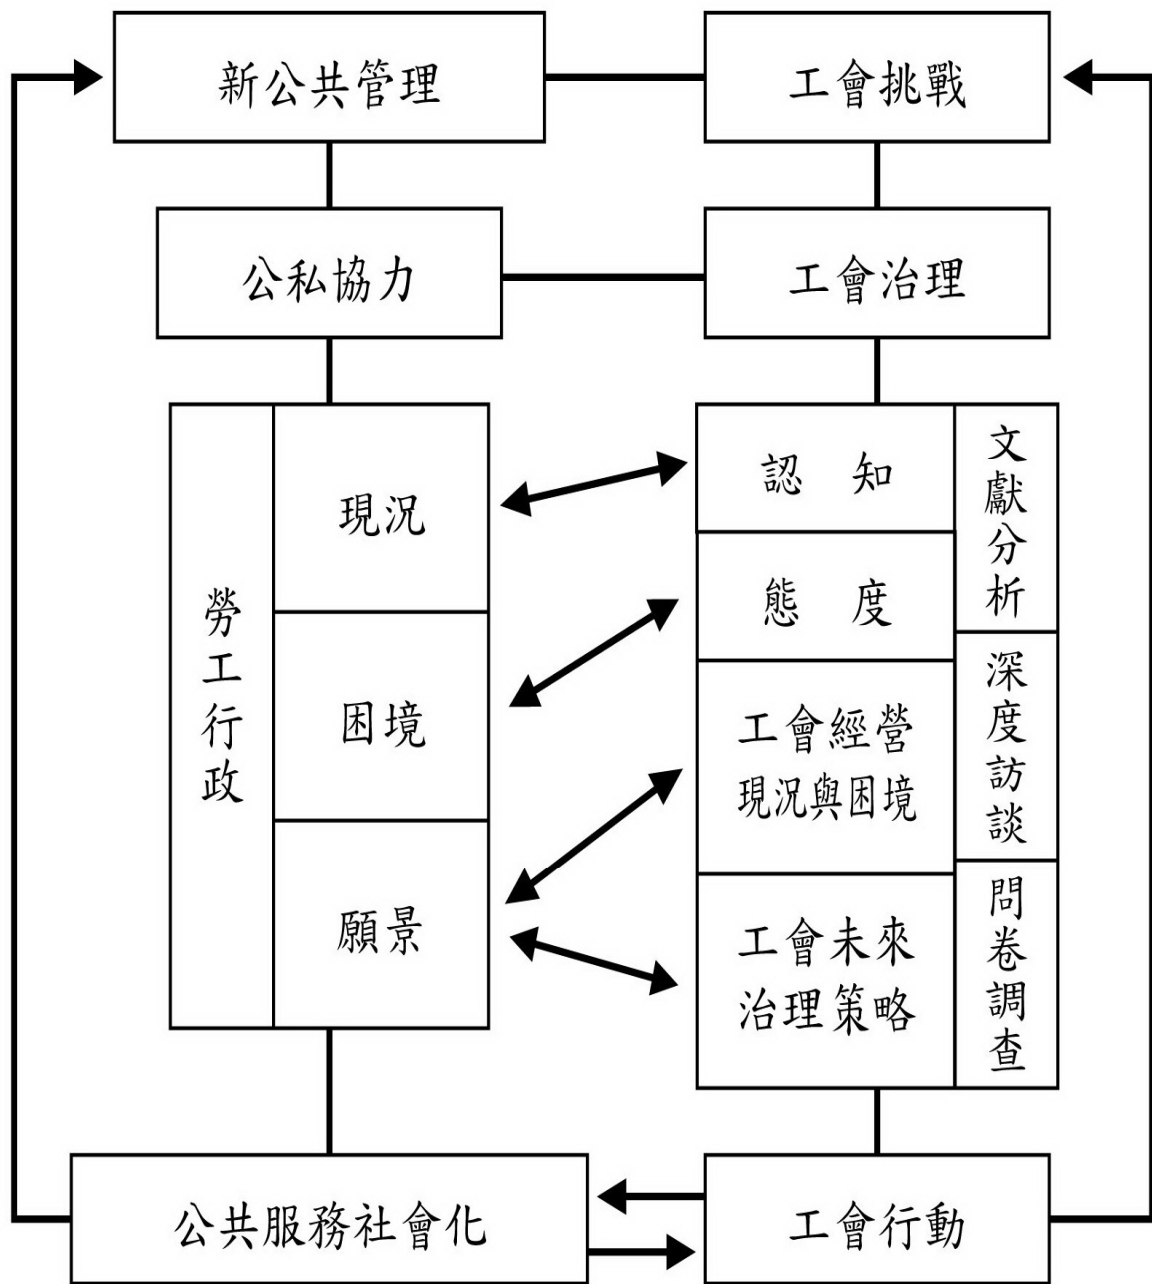 新公共管理
工會挑戰
公私協力
工會治理
勞工行政
現況
困境
願景
認 知
態 度
工會經營
現況與困境
工會未來
治理策略
文獻分析
深度訪談
問卷調查
公共服務社會化
工會行動